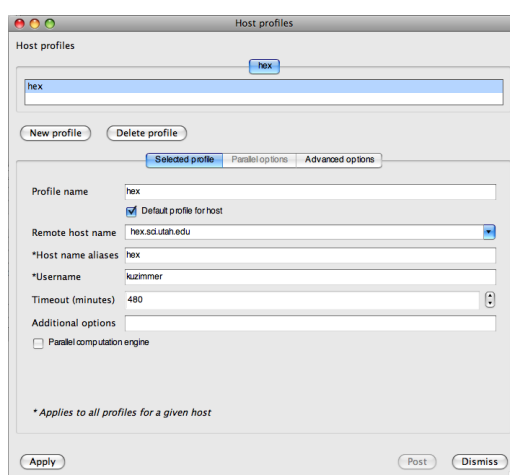 Host profiles
Host profiles
hex
hex
New profile Delete profile
Selected profile Parallel options Advanced options
Profile name hex
Default profile for host
Remote host name hex.sci.utah.edu
*Host name aliases hex
*Username kuzimmer
Timeout (minutes) 480
Additional options
Parallel computation engine
* Applies to all profiles for a given host
Apply Post Dismiss